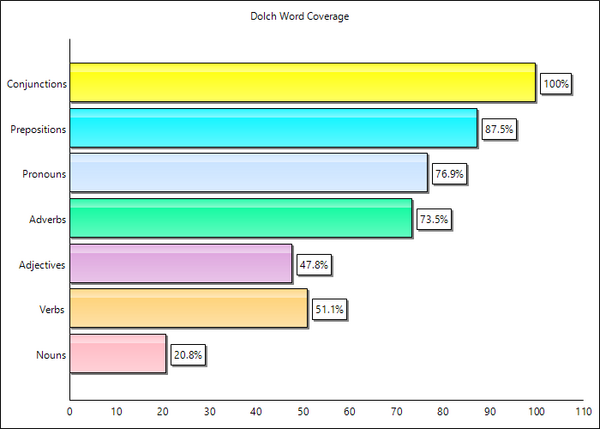 Dolch Word Coverage
Conjunctions 100%
Prepositions 87.5%
Pronouns 76.9%
Adverbs 73.5%
Adjectives 47.8%
Verbs 51.1%
Nouns 20.8%
0 10 20 30 40 50 60 70 80 90 100 110